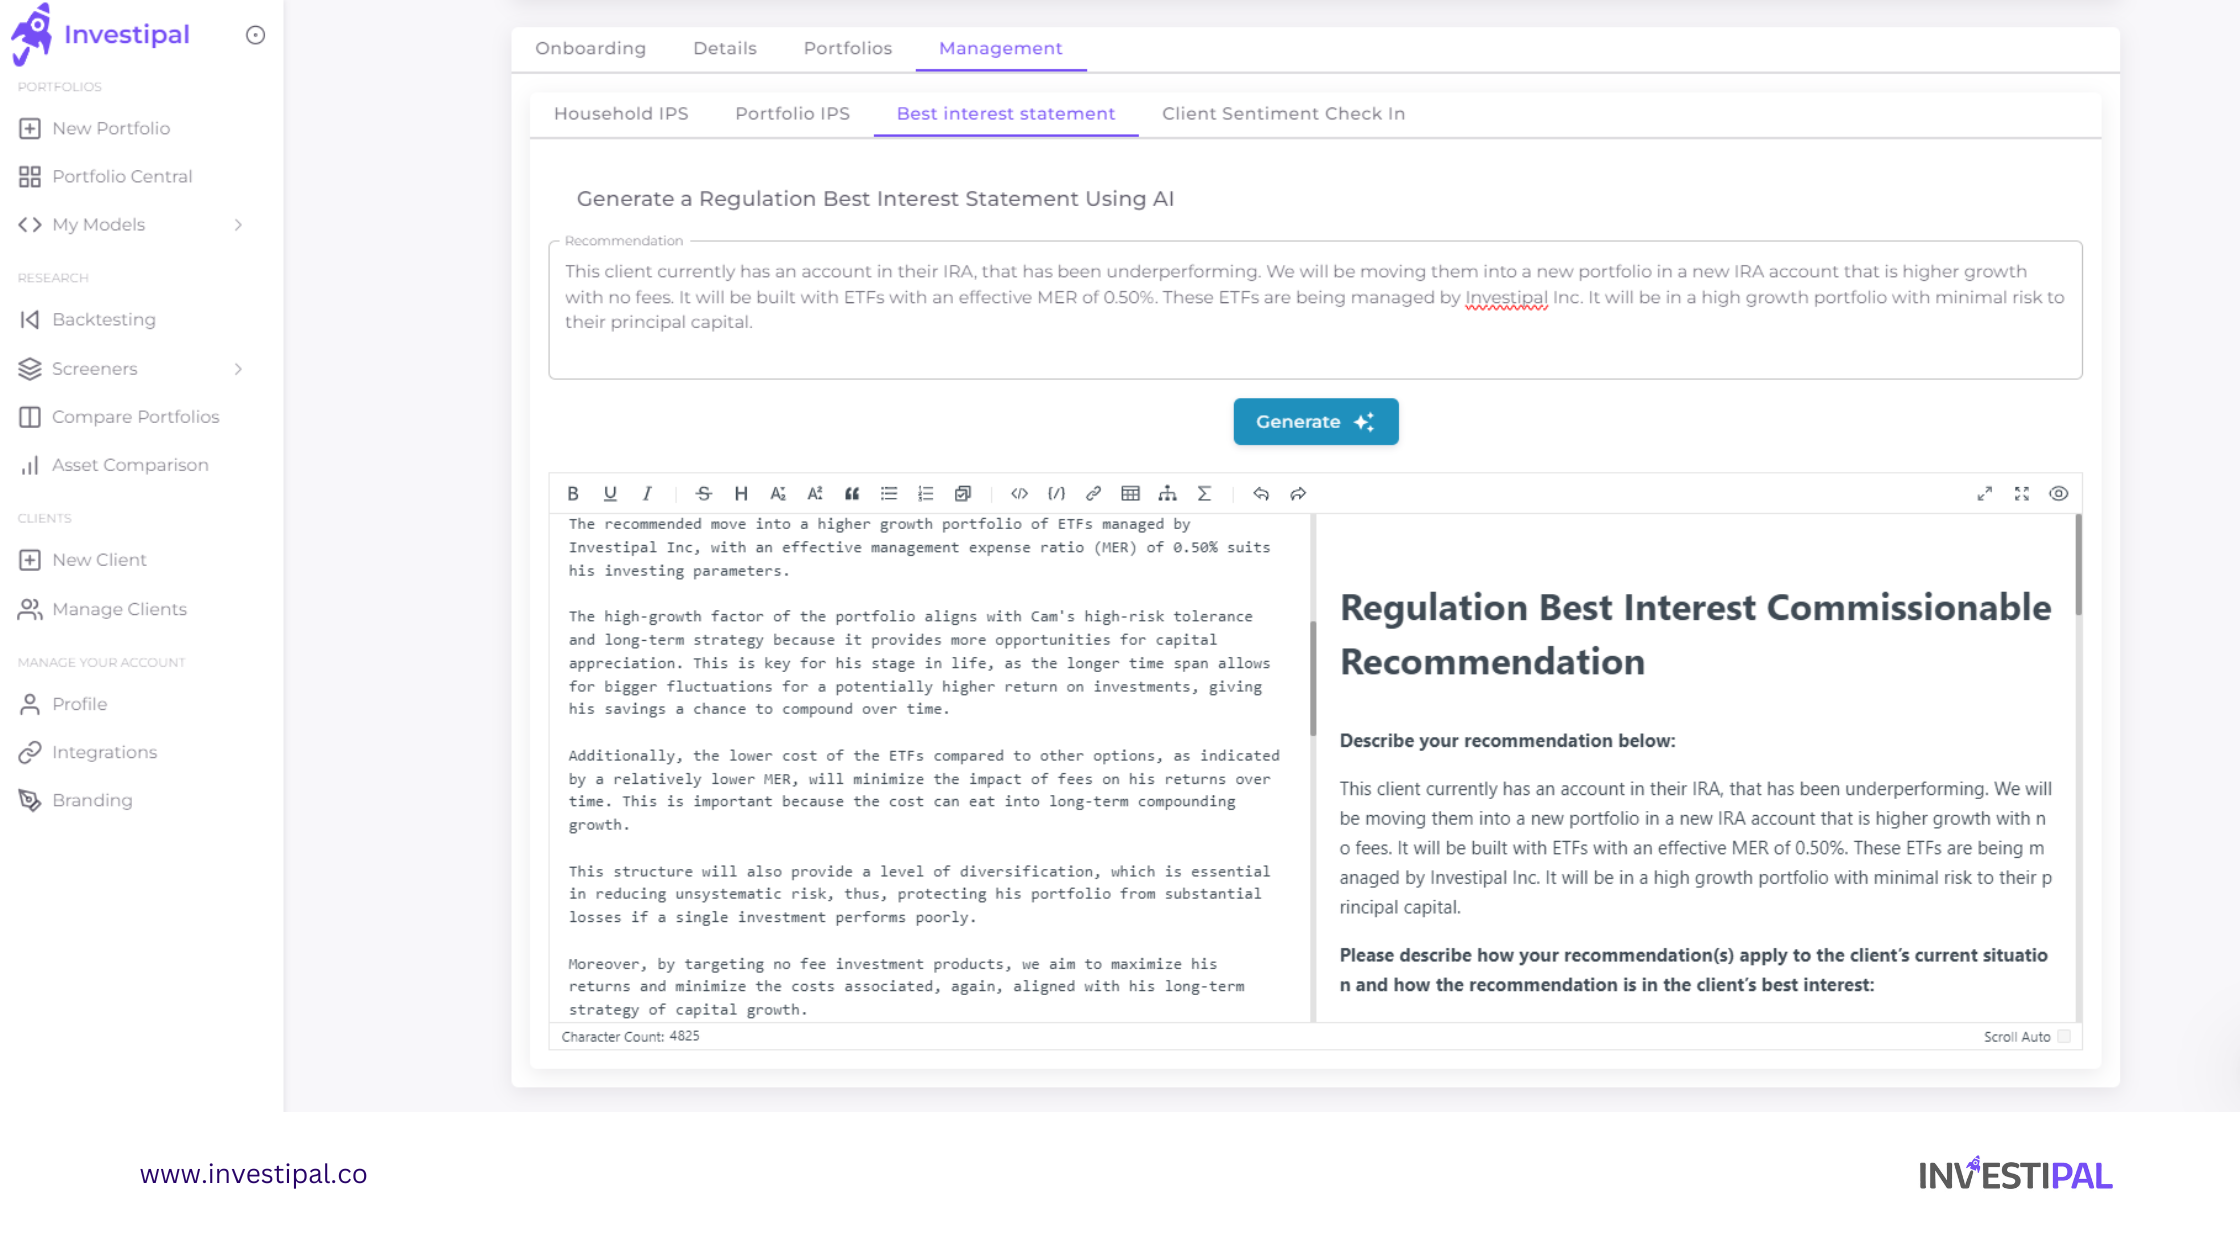 Investipal
PORTFOLIOS
New Portfolio
Portfolio Central
My Models
RESEARCH
Backtesting
Screeners
Compare Portfolios
Asset Comparison
CLIENTS
New Client
Manage Clients
MANAGE YOUR ACCOUNT
Profile
Integrations
Branding
Onboarding Details Portfolios Management
Household IPS Portfolio IPS Best interest statement Client Sentiment Check In
Generate a Regulation Best Interest Statement Using AI
Recommendation
This client currently has an account in their IRA, that has been underperforming. We will be moving them into a new portfolio in a new IRA account that is higher growth
with no fees. It will be built with ETFs with an effective MER of 0.50%. These ETFs are being managed by Investipal Inc. It will be in a high growth portfolio with minimal risk to
their principal capital.
Generate
The recommended move into a higher growth portfolio of ETFs managed by
Investipal Inc, with an effective management expense ratio (MER) of 0.50% suits
his investing parameters.
The high-growth factor of the portfolio aligns with Cam's high-risk tolerance
and long-term strategy because it provides more opportunities for capital
appreciation. This is key for his stage in life, as the longer time span allows
for bigger fluctuations for a potentially higher return on investments, giving
his savings a chance to compound over time.
Additionally, the lower cost of the ETFs compared to other options, as indicated
by a relatively lower MER, will minimize the impact of fees on his returns over
time. This is important because the cost can eat into long-term compounding
growth.
This structure will also provide a level of diversification, which is essential
in reducing unsystematic risk, thus, protecting his portfolio from substantial
losses if a single investment performs poorly.
Moreover, by targeting no fee investment products, we aim to maximize his
returns and minimize the costs associated, again, aligned with his long-term
strategy of capital growth.
Character Count: 4825
Regulation Best Interest Commissionable
Recommendation
Describe your recommendation below:
This client currently has an account in their IRA, that has been underperforming. We will
be moving them into a new portfolio in a new IRA account that is higher growth with n
o fees. It will be built with ETFs with an effective MER of 0.50%. These ETFs are being m
anaged by Investipal Inc. It will be in a high growth portfolio with minimal risk to their p
rincipal capital.
Please describe how your recommendation(s) apply to the client’s current situatio
n and how the recommendation is in the client’s best interest:
Scroll Auto
www.investipal.co
INVESTIPAL